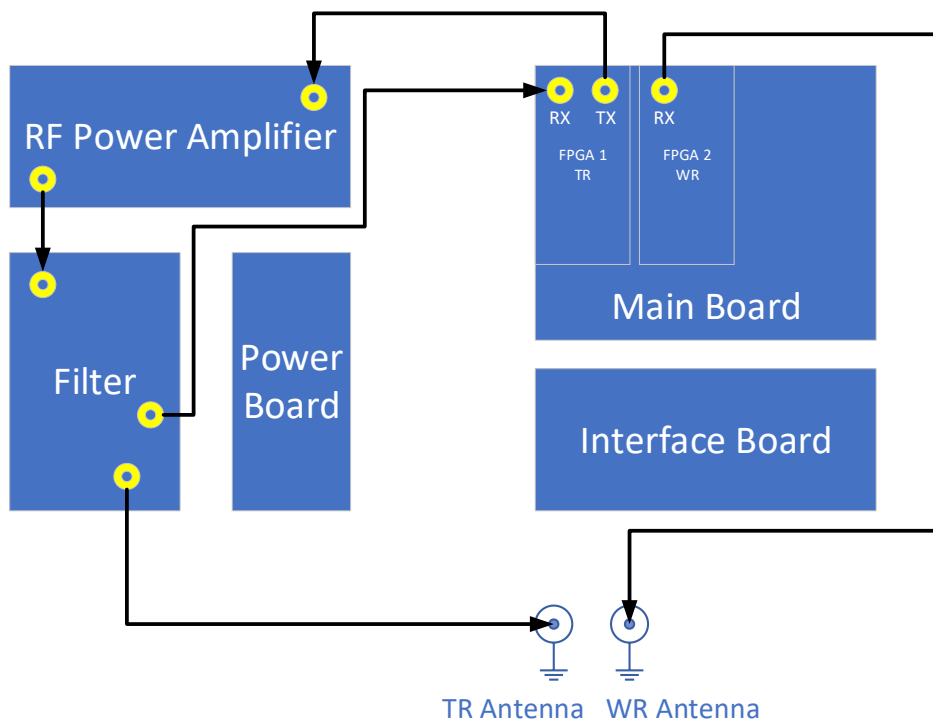 RF Power Amplifier
RX
TX
RX
FPGA 1
TR
FPGA 2
WR
Main Board
Filter
Power
Board
Interface Board
TR Antenna
WR Antenna